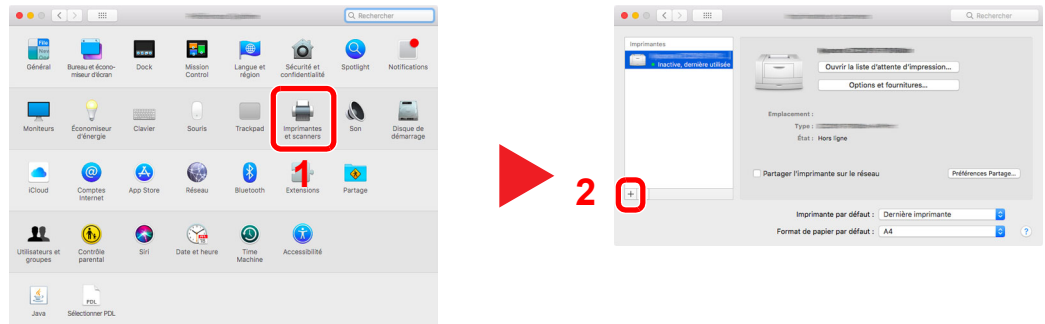 Rechercher
Général
Bureau et écono-
miseur d'écran
Dock
Mission
Control
Langue et
région
Sécurité et
confidentialité
Spotlight
Notifications
Moniteurs
Économiseur
d'énergie
Clavier
Souris
Trackpad
Imprimantes
et scanners
Son
Disque de
démarrage
1
iCloud
Comptes
Internet
App Store
Réseau
Bluetooth
Extensions
Partage
Utilisateurs et
groupes
Contrôle
parental
Siri
Date et heure
Time
Machine
Accessibilité
PDL
Java
Sélectionner PDL
2
Rechercher
Imprimantes
Inactive, dernière utilisée
Ouvrir la liste d'attente d'impression...
Options et fournitures...
Emplacement :
Type :
État : Hors ligne
Partager l'imprimante sur le réseau
Préférences Partage...
+
Imprimante par défaut : Dernière imprimante
Format de papier par défaut : A4
?